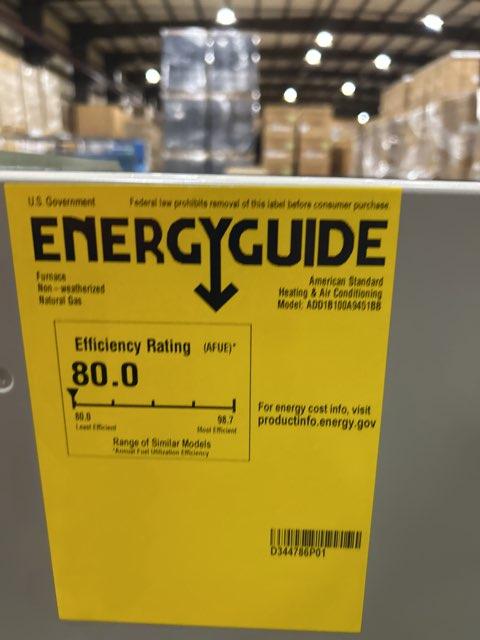 U.S. Government
Federal law prohibits removal of this label before consumer purchase.
ENERGYGUIDE
Furnace
Non-weatherized
Natural Gas
American Standard
Heating & Air Conditioning
Model: ADD1B100A9451BB
Efficiency Rating (AFUE)*
80.0
80.0
98.7
Least Efficient
Most Efficient
Range of Similar Models
*Annual Fuel Utilization Efficiency
For energy cost info, visit
productinfo.energy.gov
D344786P01